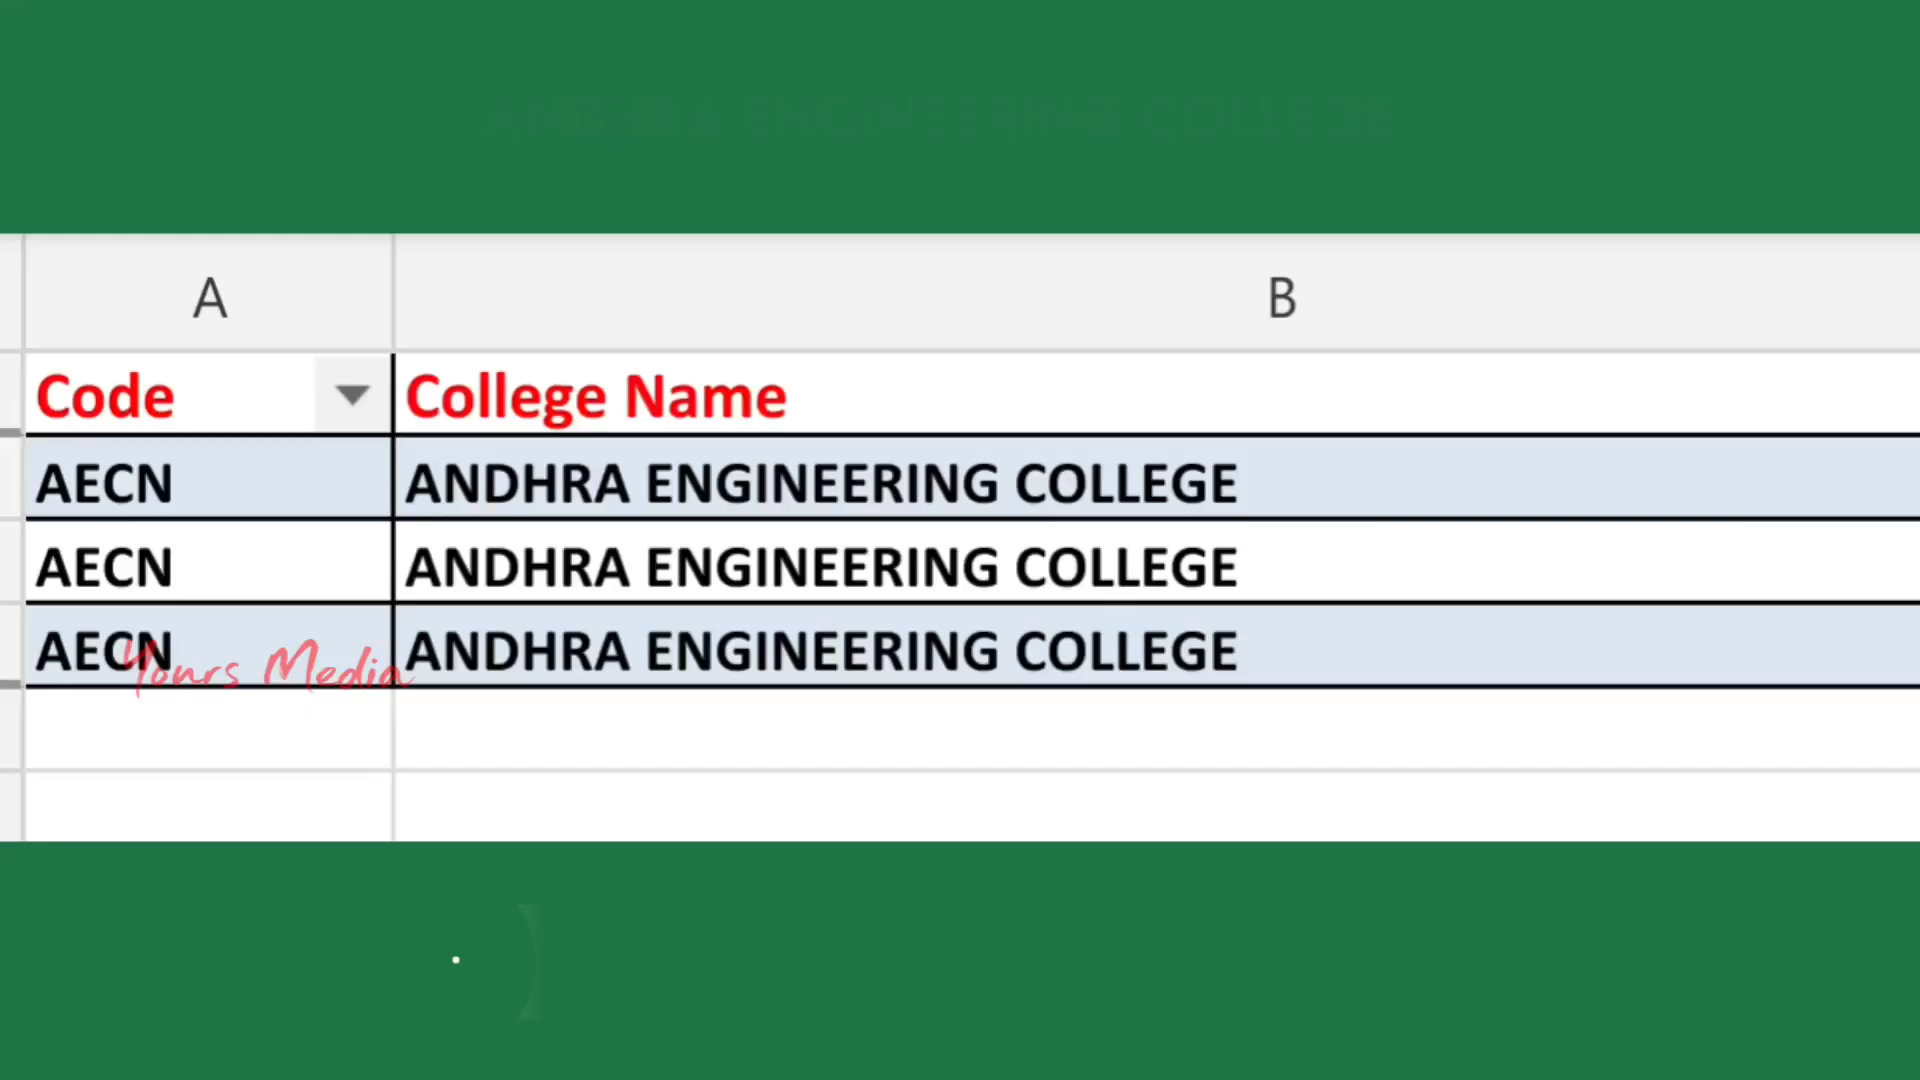 A B
Code College Name
AECN ANDHRA ENGINEERING COLLEGE
AECN ANDHRA ENGINEERING COLLEGE
AECN ANDHRA ENGINEERING COLLEGE
Yours Media